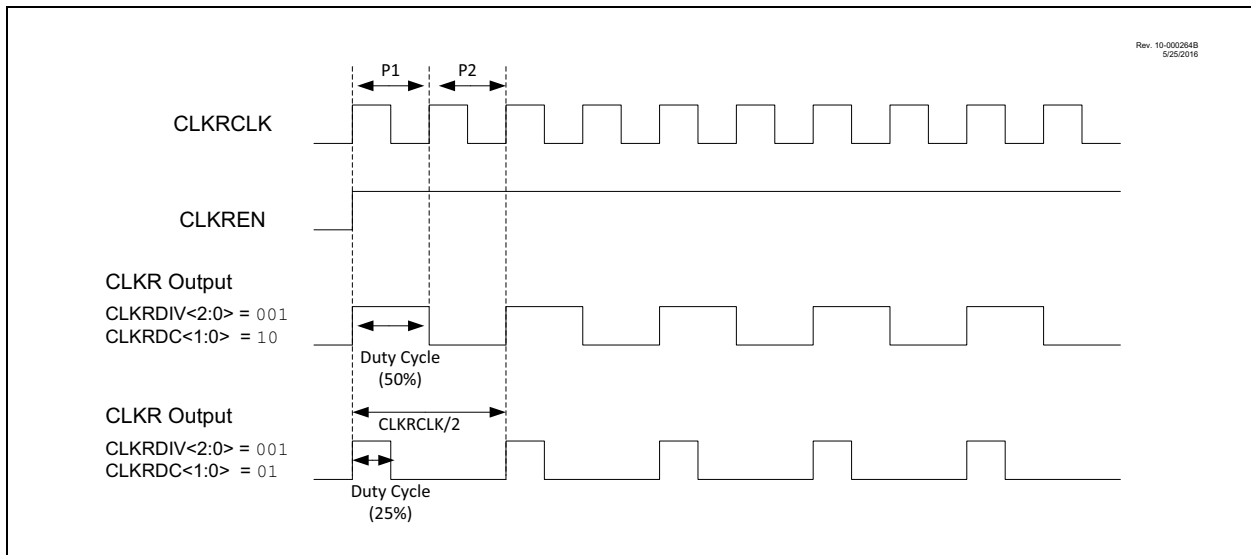 Rev. 10-000264B
5/25/2016
P1
P2
CLKRCLK
CLKREN
CLKR Output
CLKRDIV<2:0> = 001
CLKRDC<1:0> = 10
Duty Cycle
(50%)
CLKR Output
CLKRCLK/2
CLKRDIV<2:0> = 001
CLKRDC<1:0> = 01
Duty Cycle
(25%)